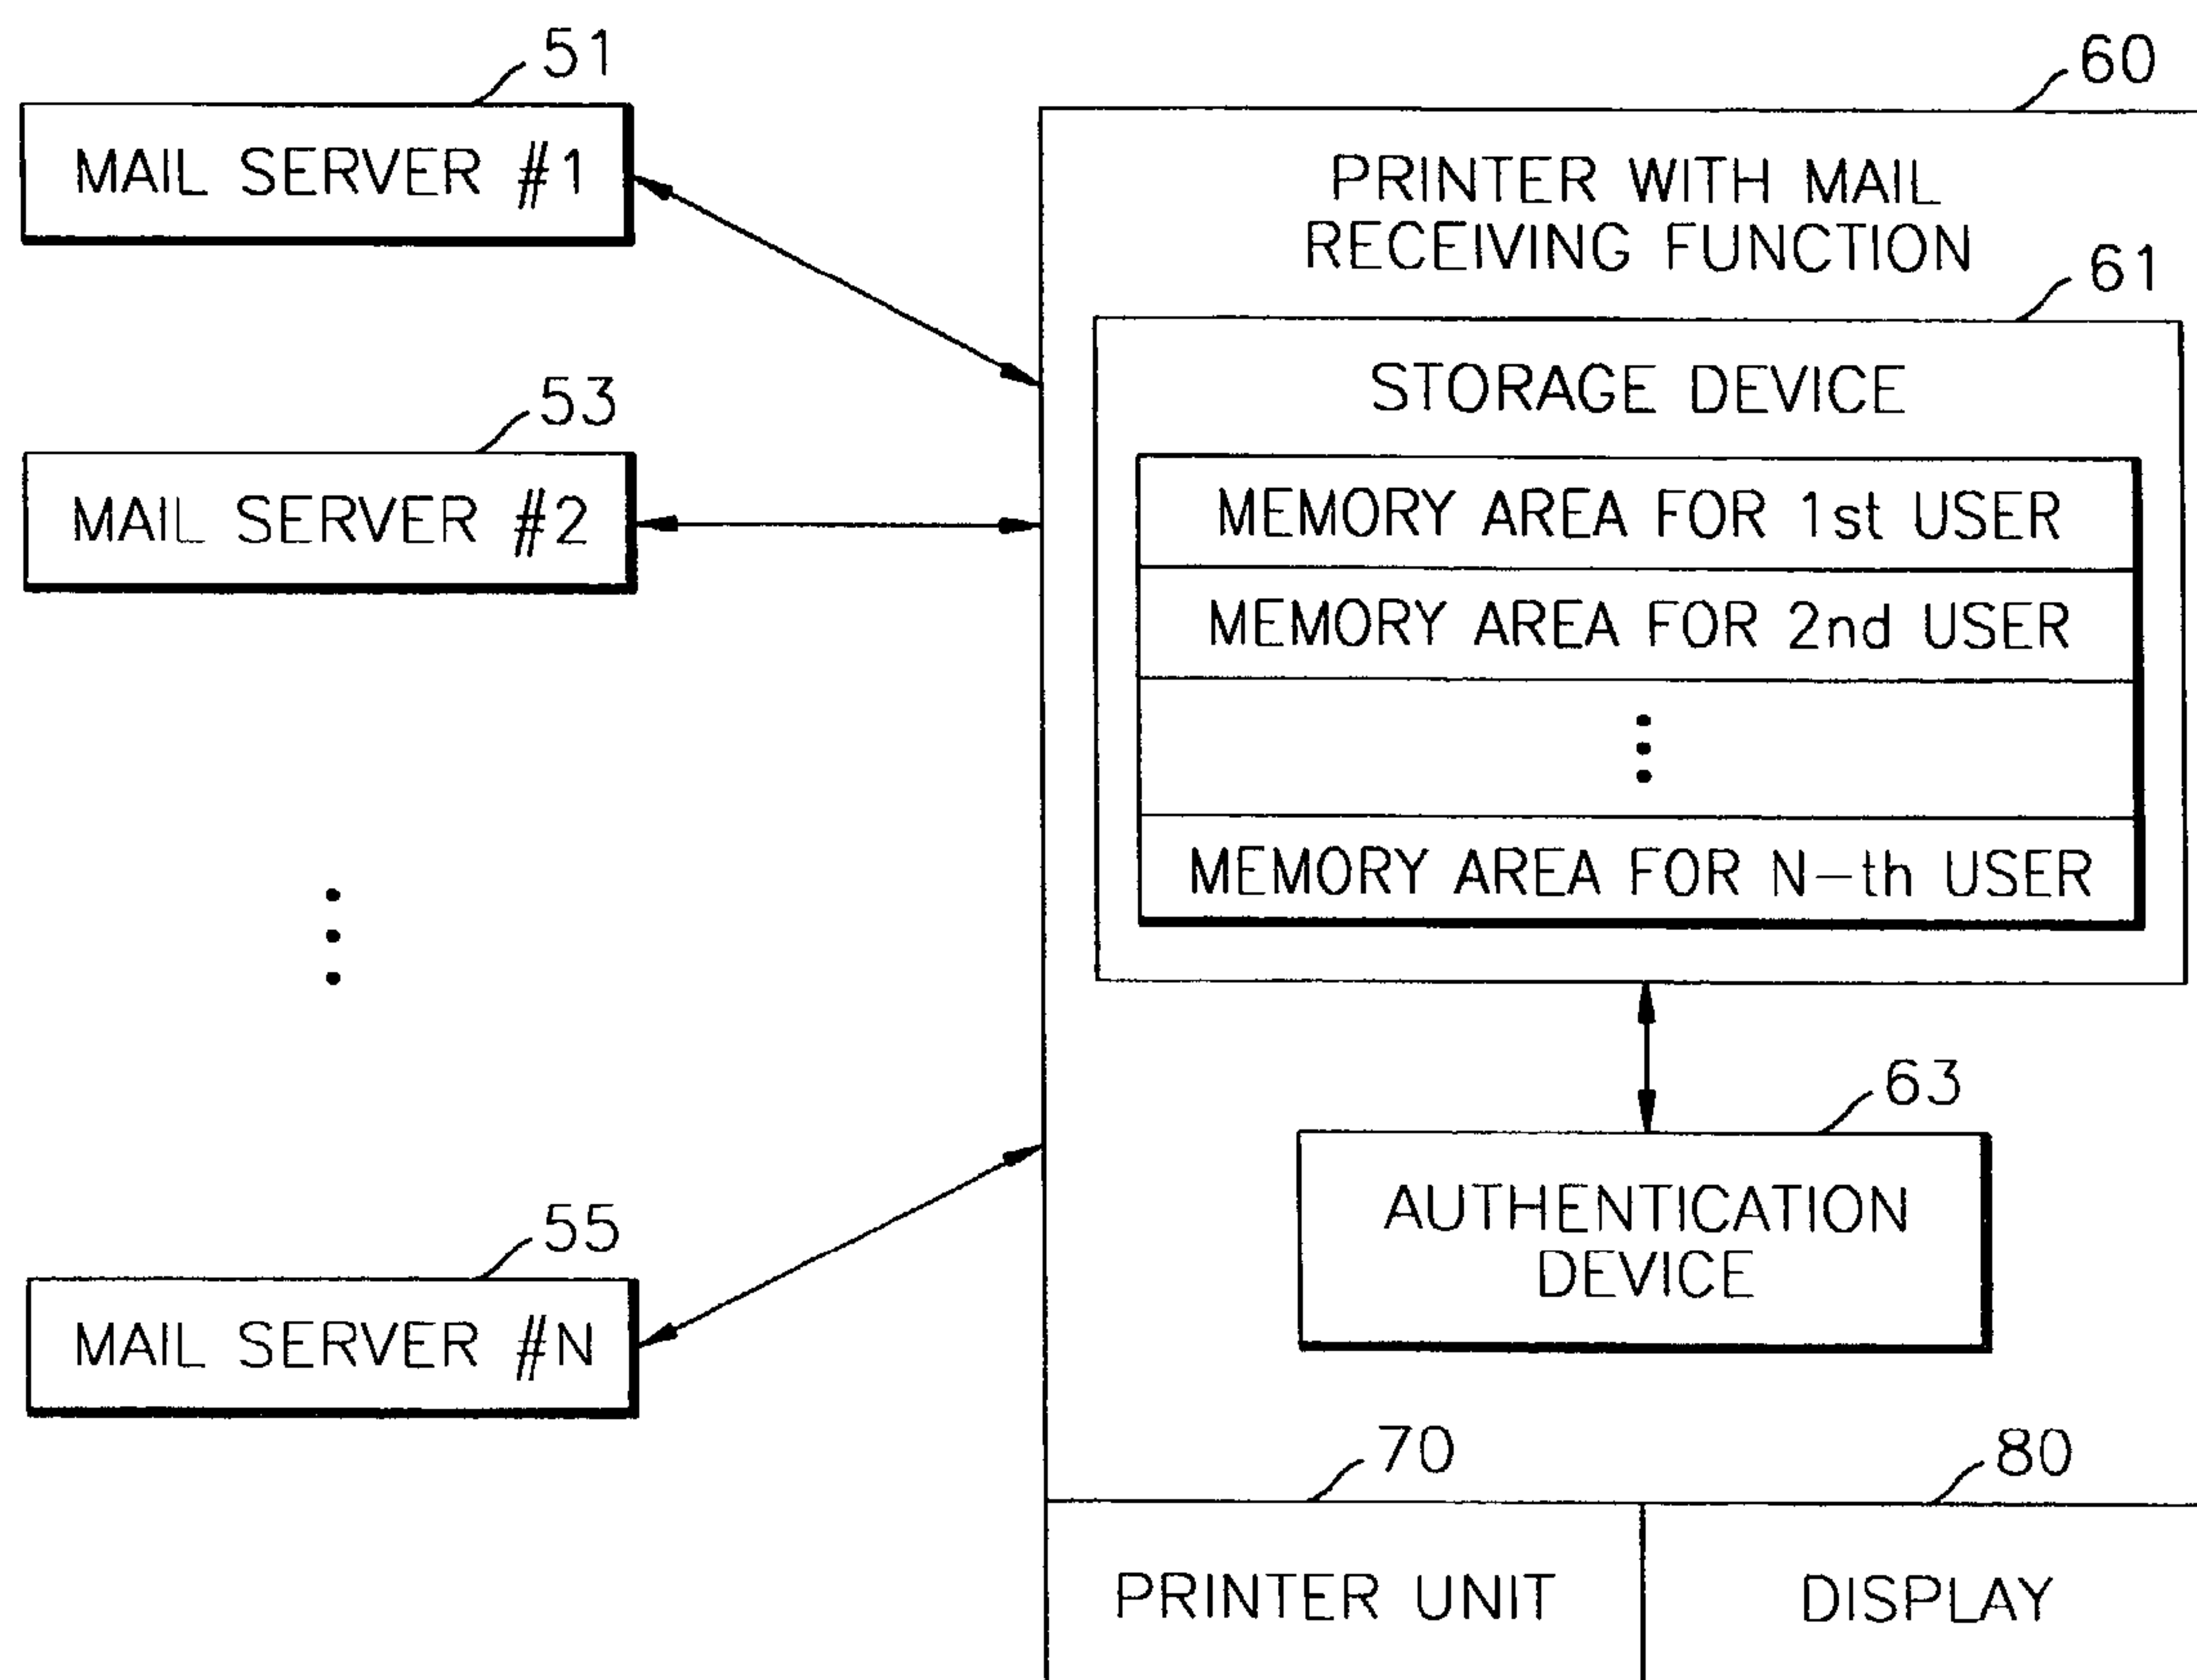 51
MAIL SERVER #1
53
MAIL SERVER #2
55
MAIL SERVER #N
60
PRINTER WITH MAIL
RECEIVING FUNCTION
61
STORAGE DEVICE
MEMORY AREA FOR 1st USER
MEMORY AREA FOR 2nd USER
MEMORY AREA FOR N-th USER
63
AUTHENTICATION
DEVICE
70
PRINTER UNIT
80
DISPLAY